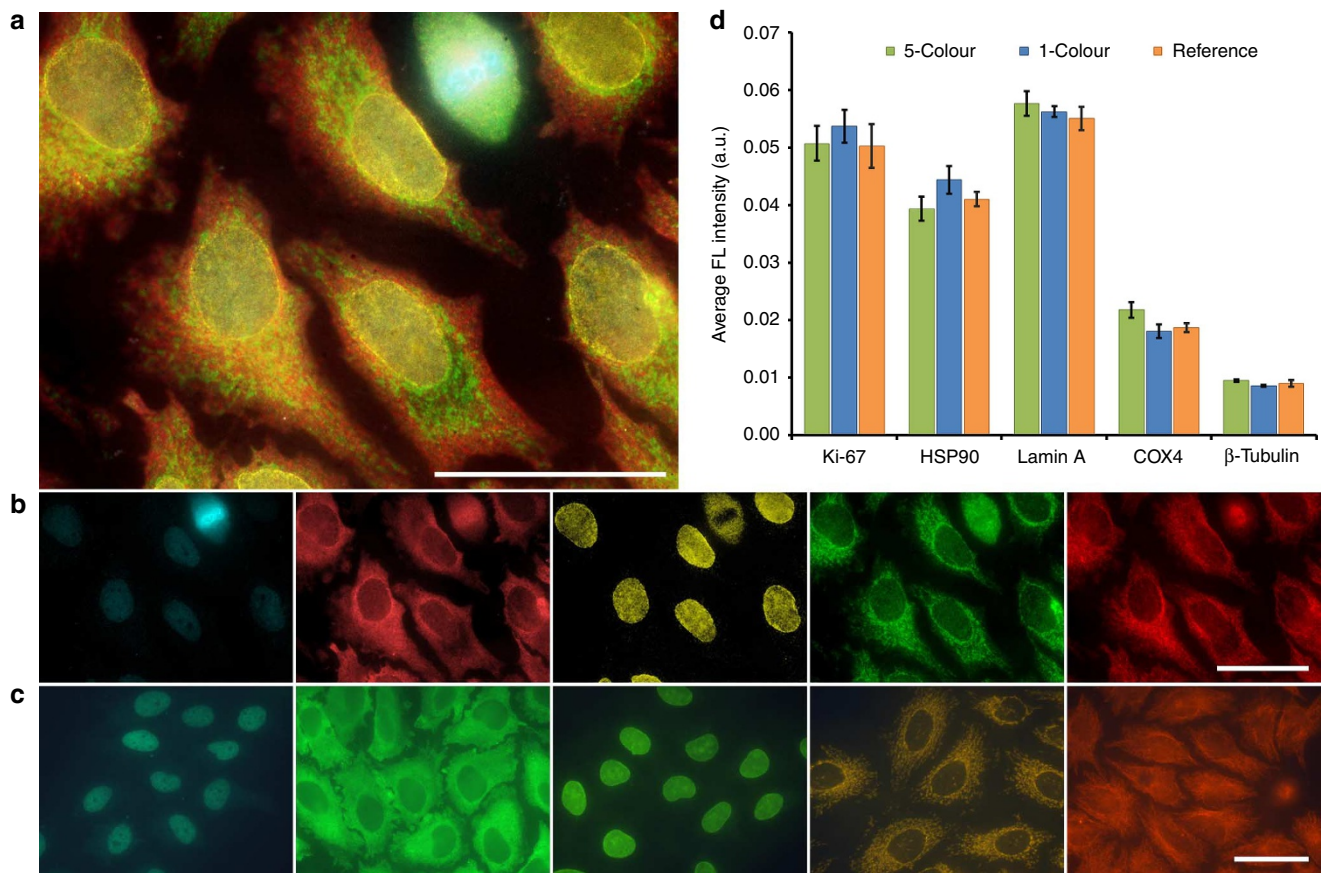 a
d
0.07
0.06
0.05
0.04
0.03
0.02
0.01
0.00
Average FL intensity (a.u.)
5-Colour 1-Colour Reference
Ki-67 HSP90 Lamin A COX4 β-Tubulin
b
c